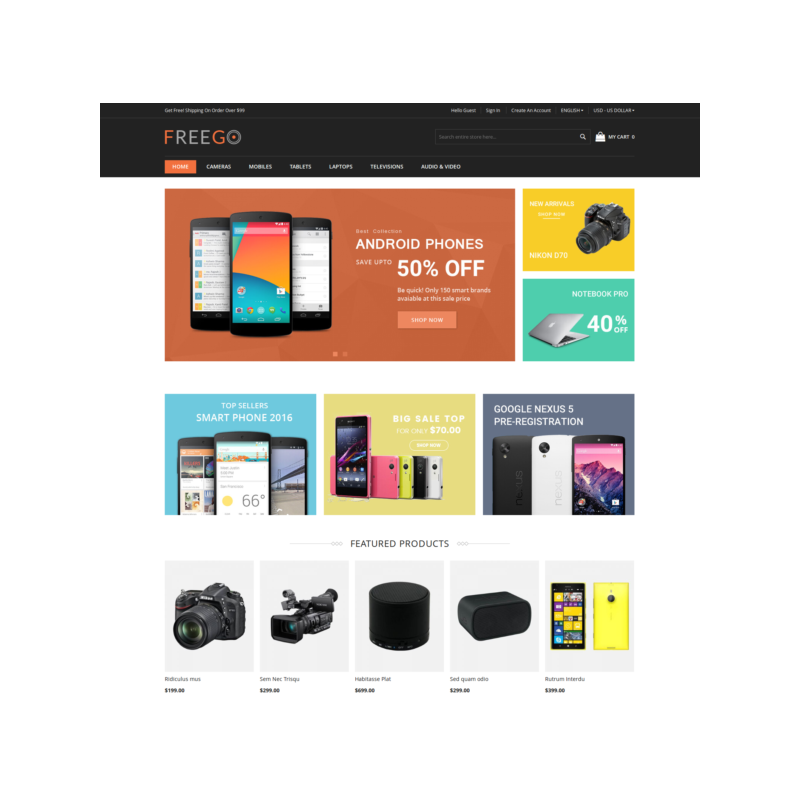 Get Free! Shipping On Order Over $99
Hello Guest Sign In Create An Account ENGLISH USD - US DOLLAR
FREEGO
Search entire store here...
MY CART 0
HOME CAMERAS MOBILES TABLETS LAPTOPS TELEVISIONS AUDIO & VIDEO
Best Collection
ANDROID PHONES
SAVE UPTO 50% OFF
Be quick! Only 150 smart brands
avaiable at this sale price
SHOP NOW
NEW ARRIVALS
SHOP NOW
NIKON D70
NOTEBOOK PRO
40% OFF
TOP SELLERS
SMART PHONE 2016
66°
BIG SALE TOP
FOR ONLY $70.00
SHOP NOW
GOOGLE NEXUS 5
PRE-REGISTRATION
nexus
nexus
FEATURED PRODUCTS
Ridiculus mus
$199.00
Sem Nec Trisqu
$299.00
Habitasse Plat
$699.00
Sed quam odio
$299.00
Rutrum Interdu
$399.00